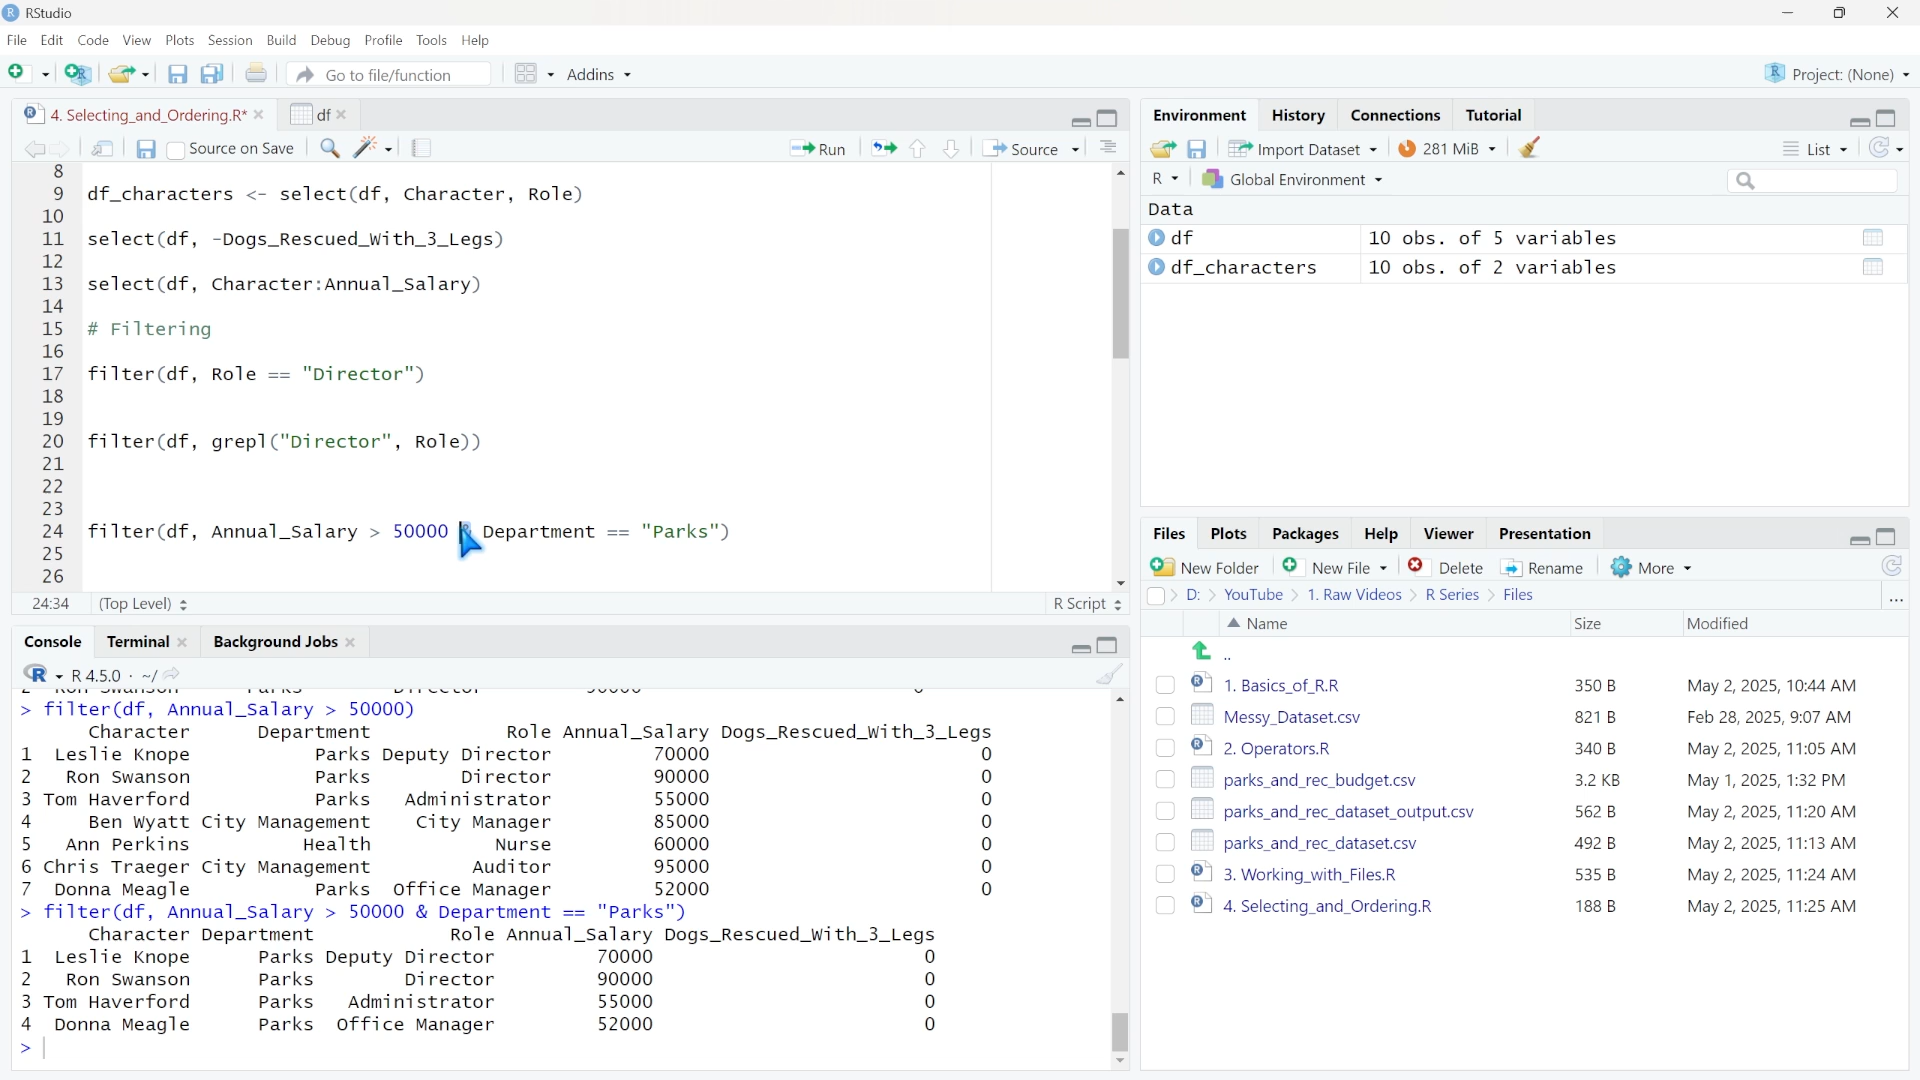 RStudio
File Edit Code View Plots Session Build Debug Profile Tools Help
Go to file/function Addins Project: (None)
4. Selecting_and_Ordering.R* df
Source on Save Run Source
8
9 df_characters <- select(df, Character, Role)
10
11 select(df, -Dogs_Rescued_With_3_Legs)
12
13 select(df, Character:Annual_Salary)
14
15 # Filtering
16
17 filter(df, Role == "Director")
18
19
20 filter(df, grepl("Director", Role))
21
22
23
24 filter(df, Annual_Salary > 50000 & Department == "Parks")
25
26
24:34 (Top Level) R Script
Console Terminal Background Jobs
R 4.5.0 · ~/
> filter(df, Annual_Salary > 50000)
Character Department Role Annual_Salary Dogs_Rescued_With_3_Legs
1 Leslie Knope Parks Deputy Director 70000 0
2 Ron Swanson Parks Director 90000 0
3 Tom Haverford Parks Administrator 55000 0
4 Ben Wyatt City Management City Manager 85000 0
5 Ann Perkins Health Nurse 60000 0
6 Chris Traeger City Management Auditor 95000 0
7 Donna Meagle Parks Office Manager 52000 0
> filter(df, Annual_Salary > 50000 & Department == "Parks")
Character Department Role Annual_Salary Dogs_Rescued_With_3_Legs
1 Leslie Knope Parks Deputy Director 70000 0
2 Ron Swanson Parks Director 90000 0
3 Tom Haverford Parks Administrator 55000 0
4 Donna Meagle Parks Office Manager 52000 0
>
Environment History Connections Tutorial
Import Dataset 281 MiB List
R Global Environment
Data
df 10 obs. of 5 variables
df_characters 10 obs. of 2 variables
Files Plots Packages Help Viewer Presentation
New Folder New File Delete Rename More
D: YouTube 1. Raw Videos R Series Files ...
Name Size Modified
..
1. Basics_of_R.R 350 B May 2, 2025, 10:44 AM
Messy_Dataset.csv 821 B Feb 28, 2025, 9:07 AM
2. Operators.R 340 B May 2, 2025, 11:05 AM
parks_and_rec_budget.csv 3.2 KB May 1, 2025, 1:32 PM
parks_and_rec_dataset_output.csv 562 B May 2, 2025, 11:20 AM
parks_and_rec_dataset.csv 492 B May 2, 2025, 11:13 AM
3. Working_with_Files.R 535 B May 2, 2025, 11:24 AM
4. Selecting_and_Ordering.R 188 B May 2, 2025, 11:25 AM